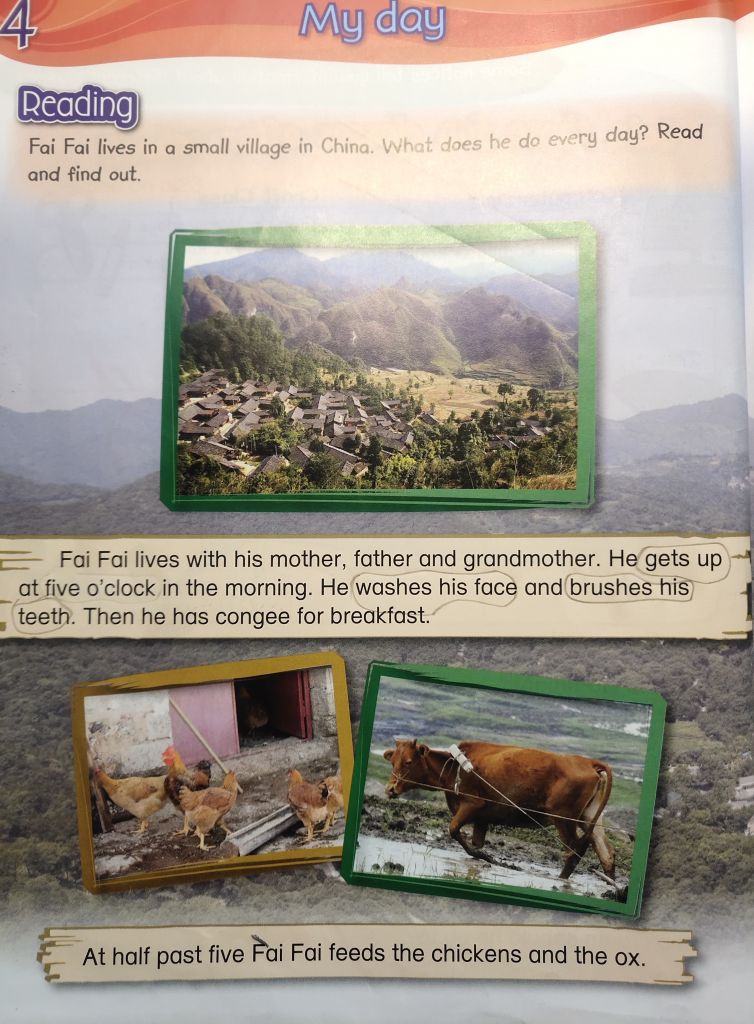 4
My day
Reading
Fai Fai lives in a small village in China. What does he do every day? Read
and find out.
Fai Fai lives with his mother, father and grandmother. He gets up
at five o'clock in the morning. He washes his face and brushes his
teeth. Then he has congee for breakfast.
At half past five Fai Fai feeds the chickens and the ox.